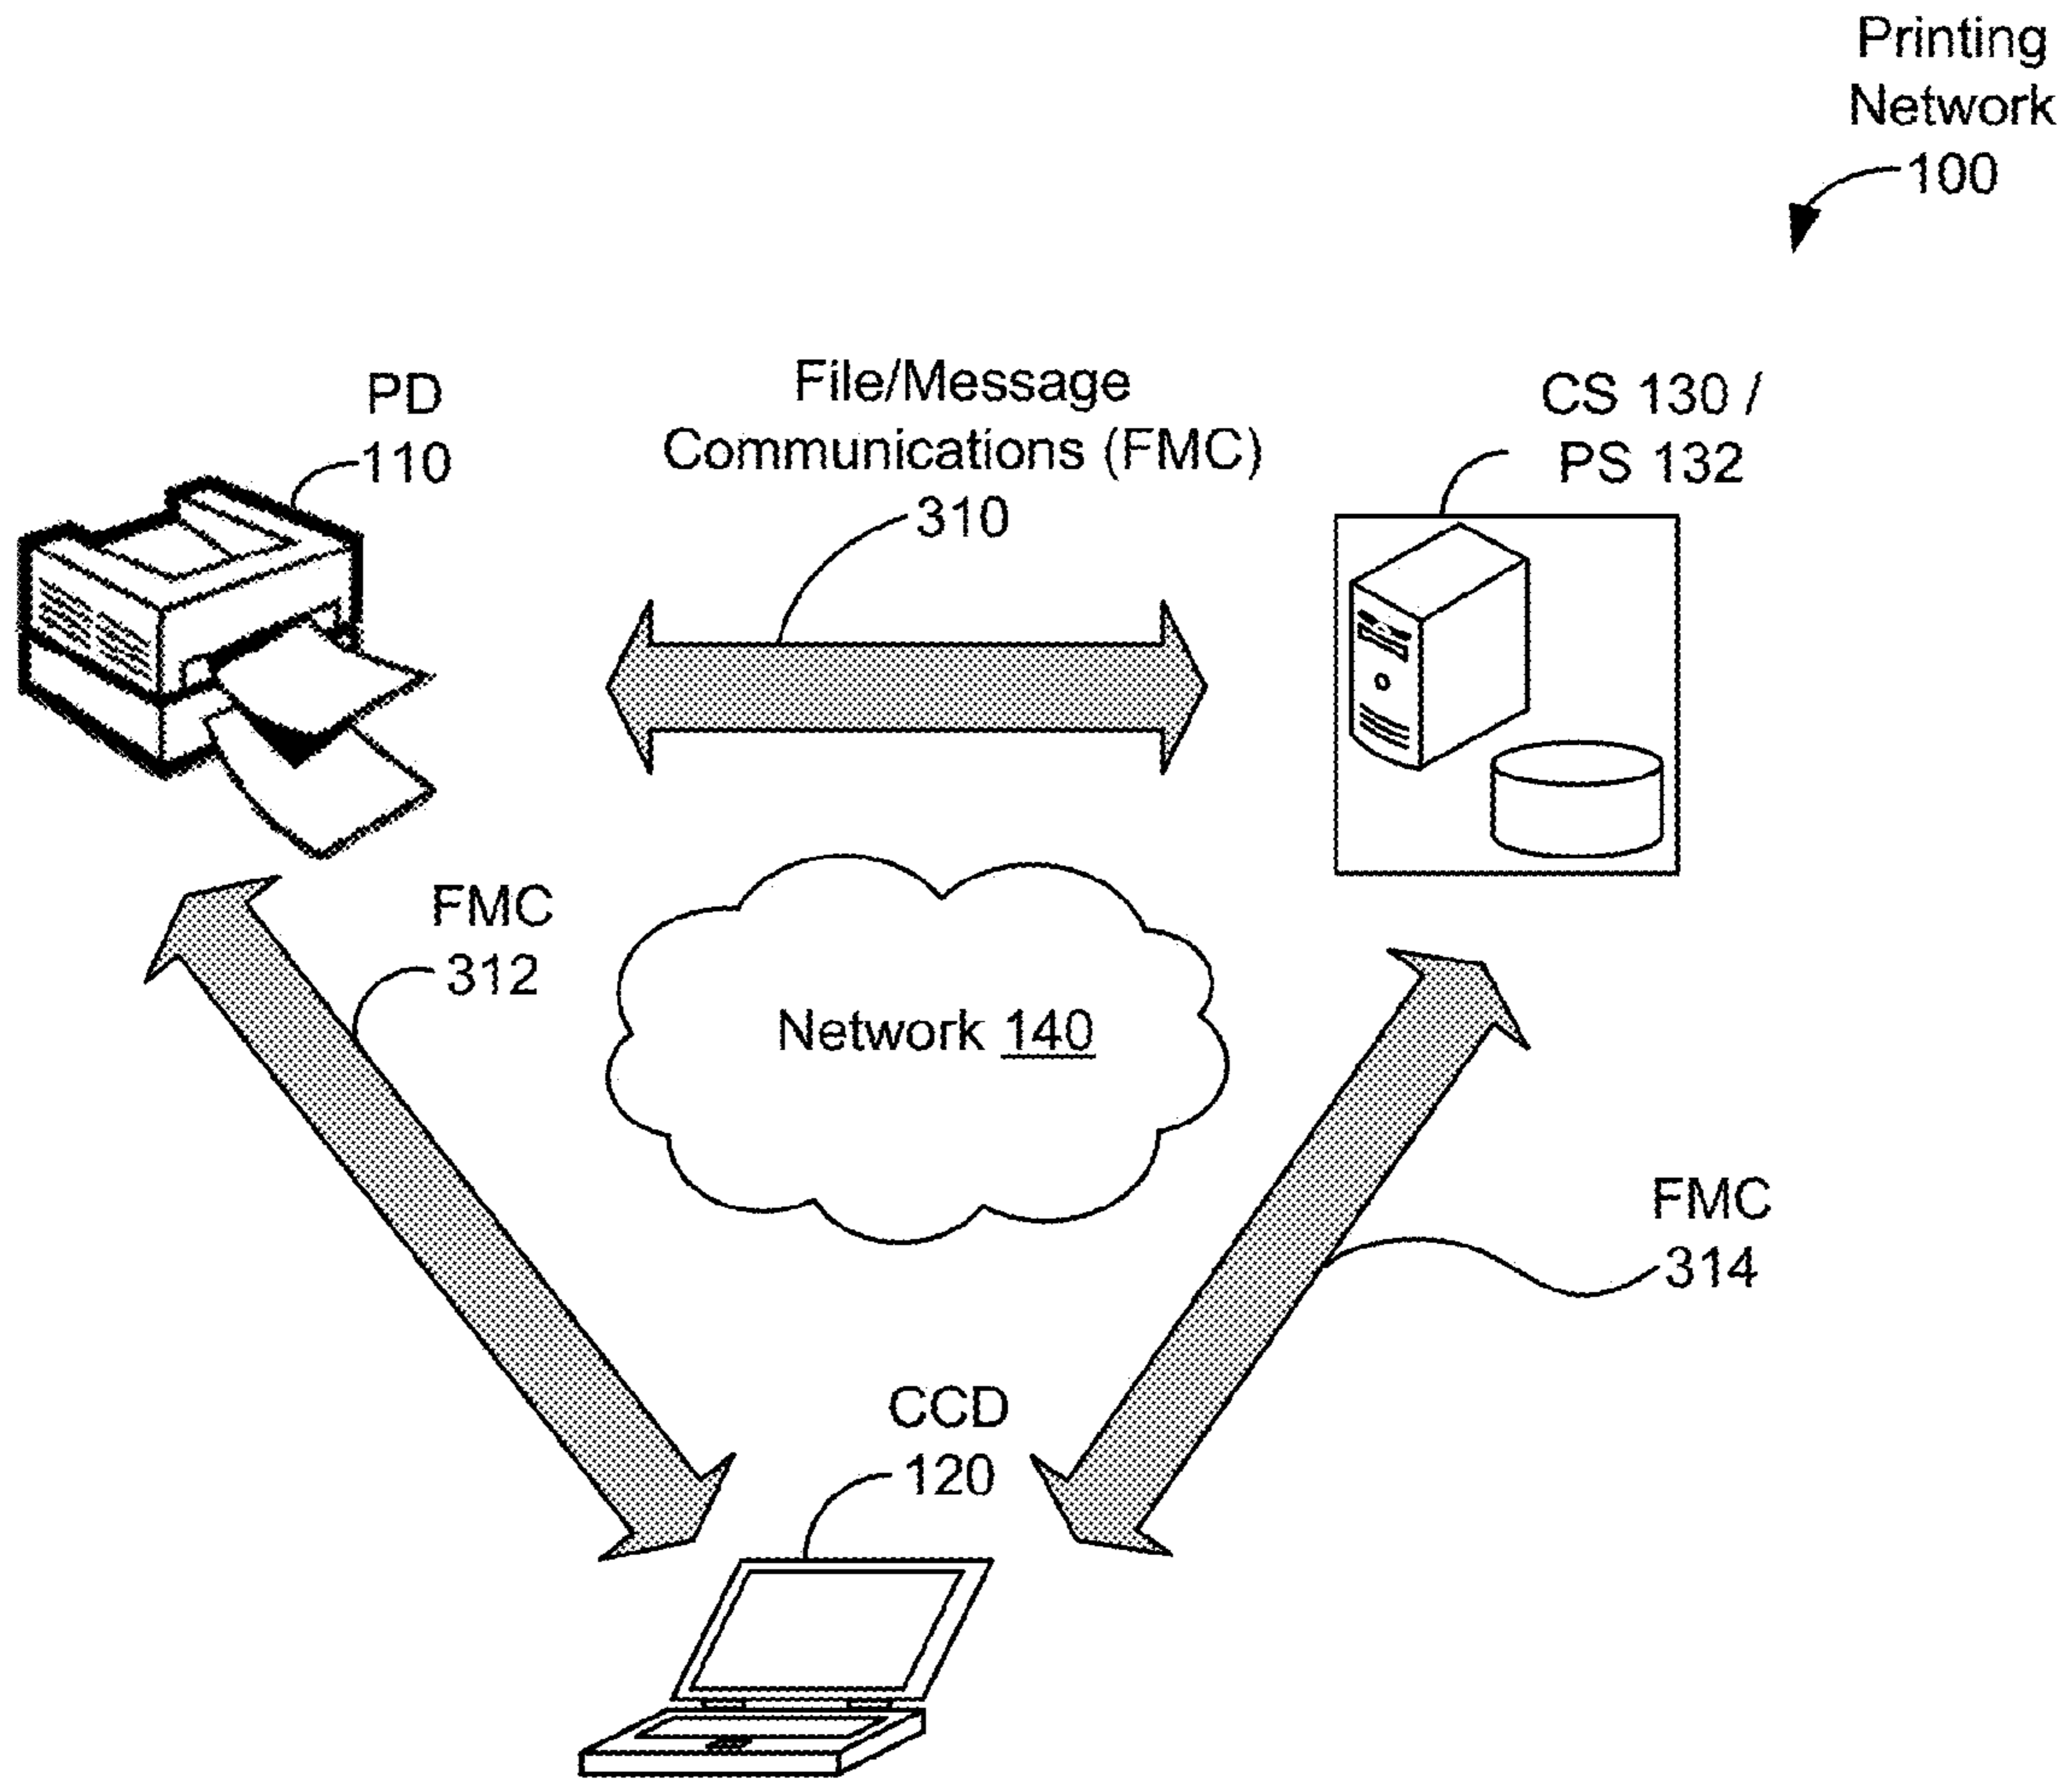 Printing
Network
100
PD
110
File/Message
Communications (FMC)
310
CS 130 /
PS 132
FMC
312
Network 140
FMC
314
CCD
120